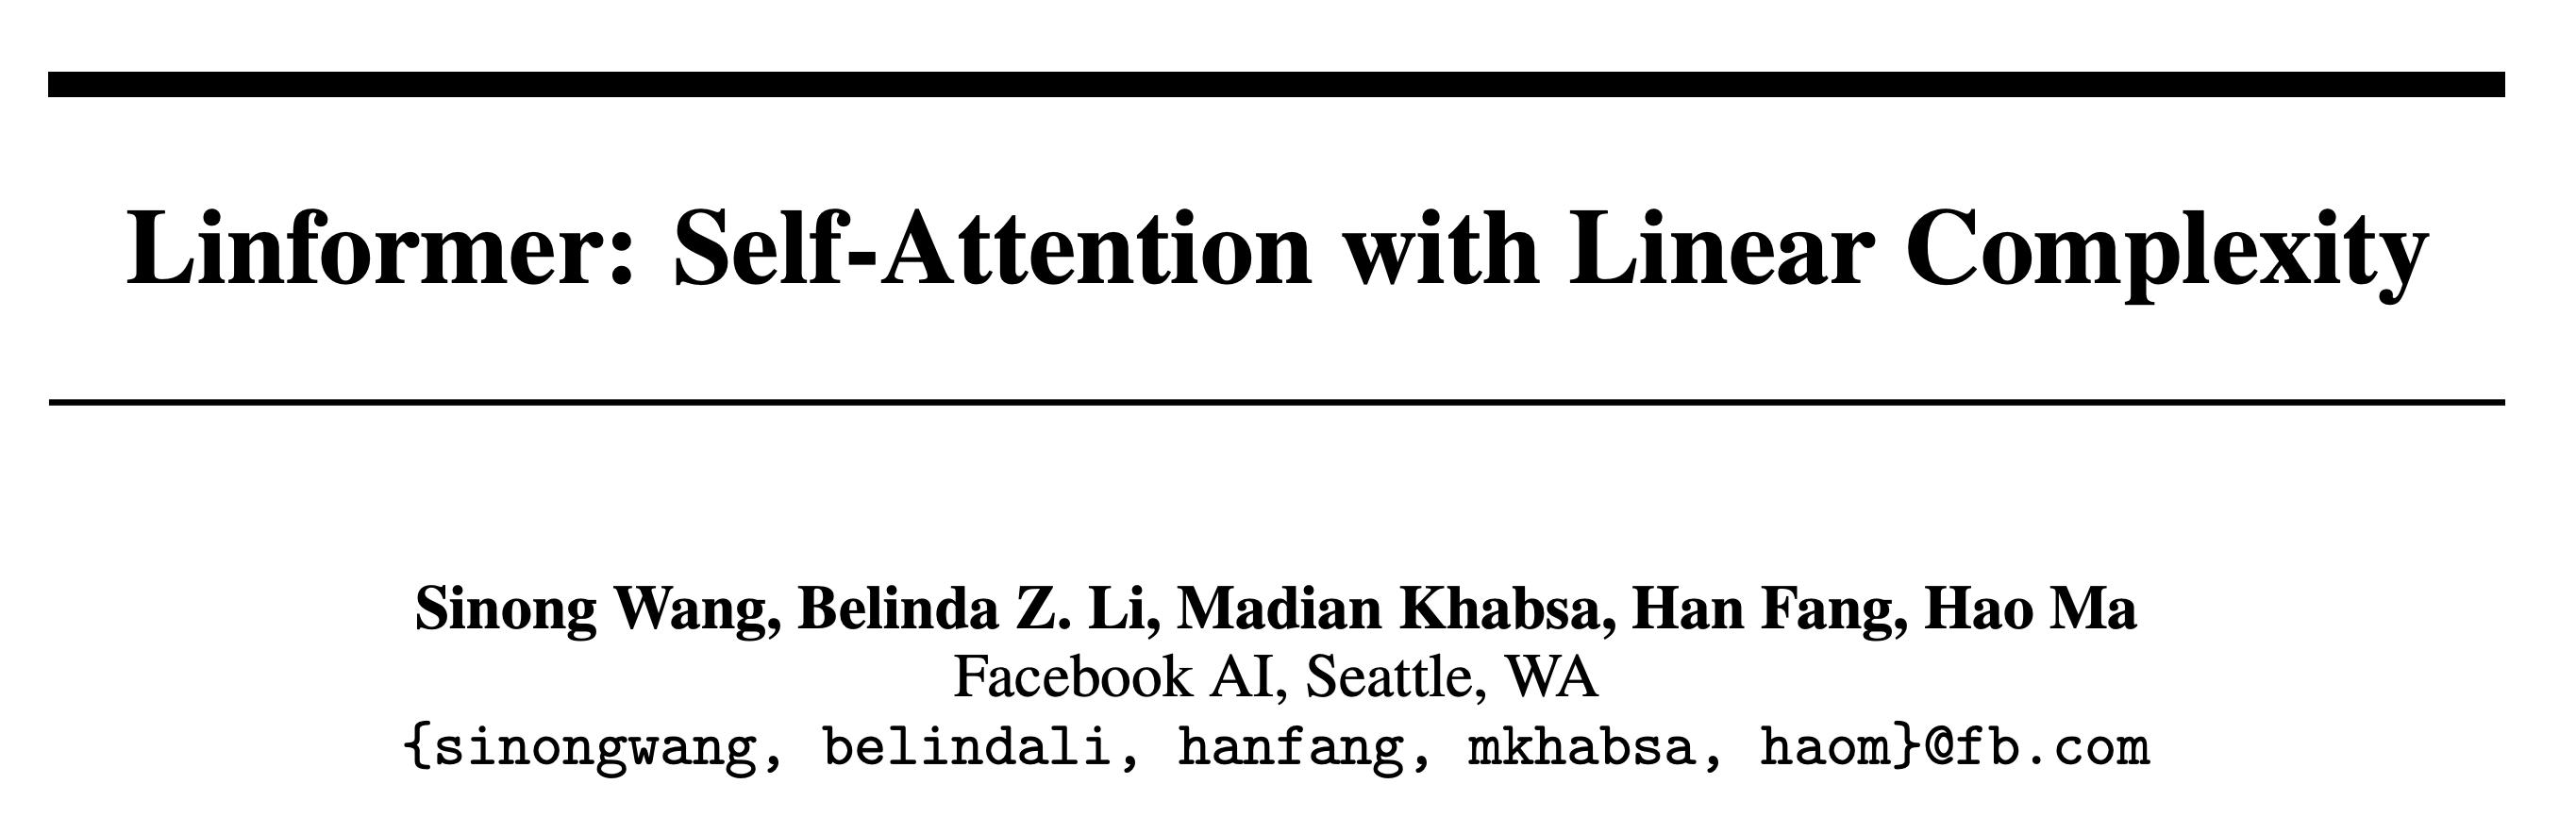 Linformer: Self-Attention with Linear Complexity
Sinong Wang, Belinda Z. Li, Madian Khabsa, Han Fang, Hao Ma
Facebook AI, Seattle, WA
{sinongwang, belindali, hanfang, mkhabsa, haom}@fb.com